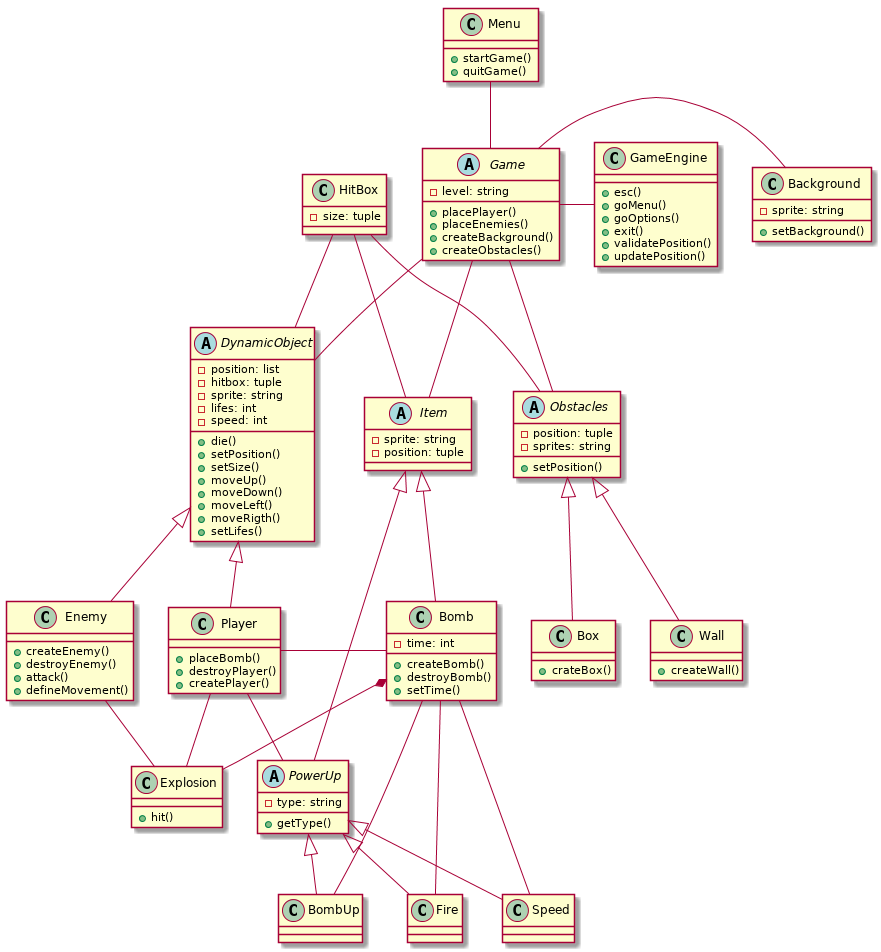 C Menu
startGame()
quitGame()
A Game
level: string
placePlayer()
placeEnemies()
createBackground()
createObstacles()
C GameEngine
esc()
goMenu()
goOptions()
exit()
validatePosition()
updatePosition()
C Background
sprite: string
setBackground()
C HitBox
size: tuple
A DynamicObject
position: list
hitbox: tuple
sprite: string
lifes: int
speed: int
die()
setPosition()
setSize()
moveUp()
moveDown()
moveLeft()
moveRigth()
setLifes()
A Item
sprite: string
position: tuple
A Obstacles
position: tuple
sprites: string
setPosition()
C Enemy
createEnemy()
destroyEnemy()
attack()
defineMovement()
C Player
placeBomb()
destroyPlayer()
createPlayer()
C Bomb
time: int
createBomb()
destroyBomb()
setTime()
C Box
crateBox()
C Wall
createWall()
C Explosion
hit()
A PowerUp
type: string
getType()
C BombUp
C Fire
C Speed